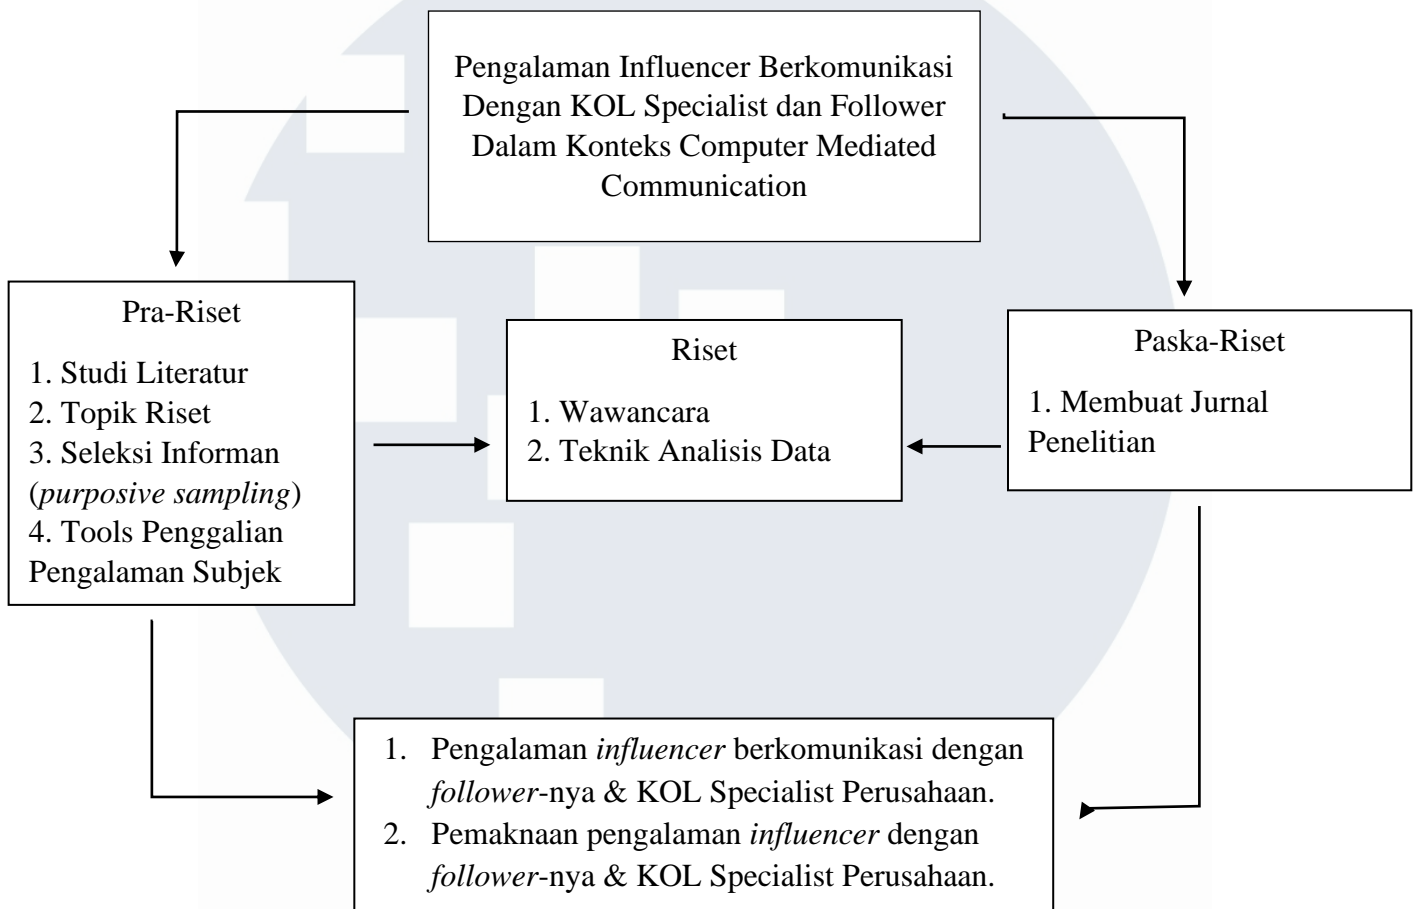 Pengalaman Influencer Berkomunikasi
Dengan KOL Specialist dan Follower
Dalam Konteks Computer Mediated
Communication
Pra-Riset
1. Studi Literatur
2. Topik Riset
3. Seleksi Informan
(purposive sampling)
4. Tools Penggalian
Pengalaman Subjek
Riset
1. Wawancara
2. Teknik Analisis Data
Paska-Riset
1. Membuat Jurnal
Penelitian
1. Pengalaman influencer berkomunikasi dengan
follower-nya & KOL Specialist Perusahaan.
2. Pemaknaan pengalaman influencer dengan
follower-nya & KOL Specialist Perusahaan.